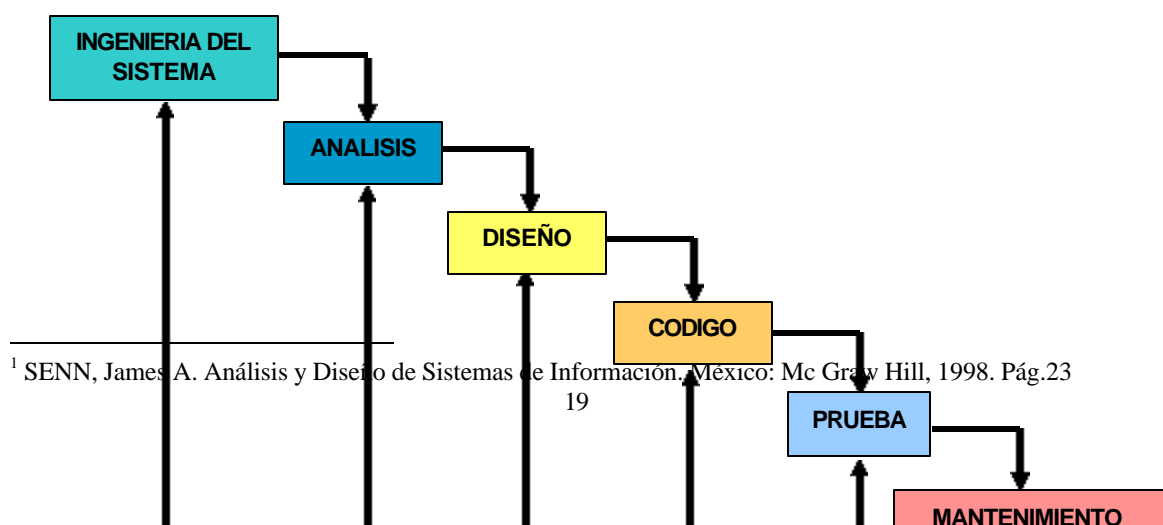 INGENIERIA DEL
SISTEMA
ANALISIS
DISEÑO
CODIGO
¹ SENN, James A. Análisis y Diseño de Sistemas de Información. México: Mc Graw Hill, 1998. Pág.23
19
PRUEBA
MANTENIMIENTO